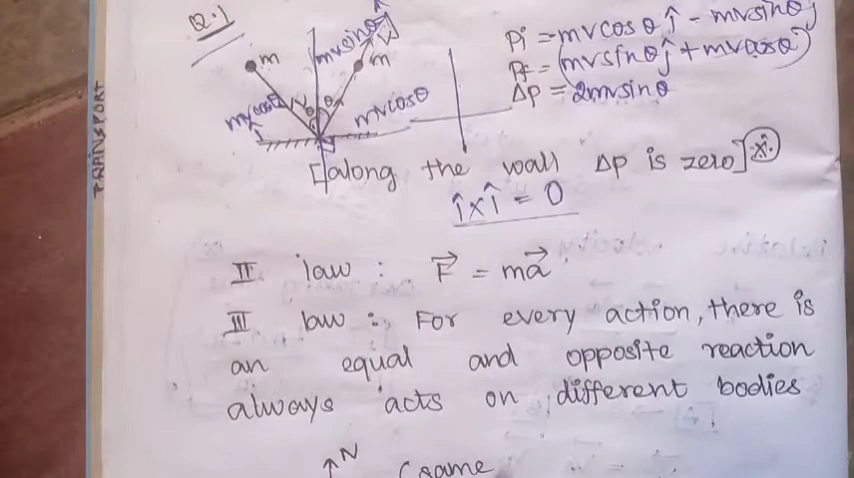 Q.1
m
mvsinθ ĵ
v
m
mvcosθ
î
θ θ
mvcosθ
Pi = mvcosθ î - mvsinθ ĵ
Pf = (mvsinθ ĵ + mvcosθ)
Δp = 2mvsinθ
[along the wall Δp is zero]
î x î = 0
II law : F⃗ = ma⃗
III law : For every action, there is
an equal and opposite reaction
always acts on different bodies
N
(same
TRANSPORT